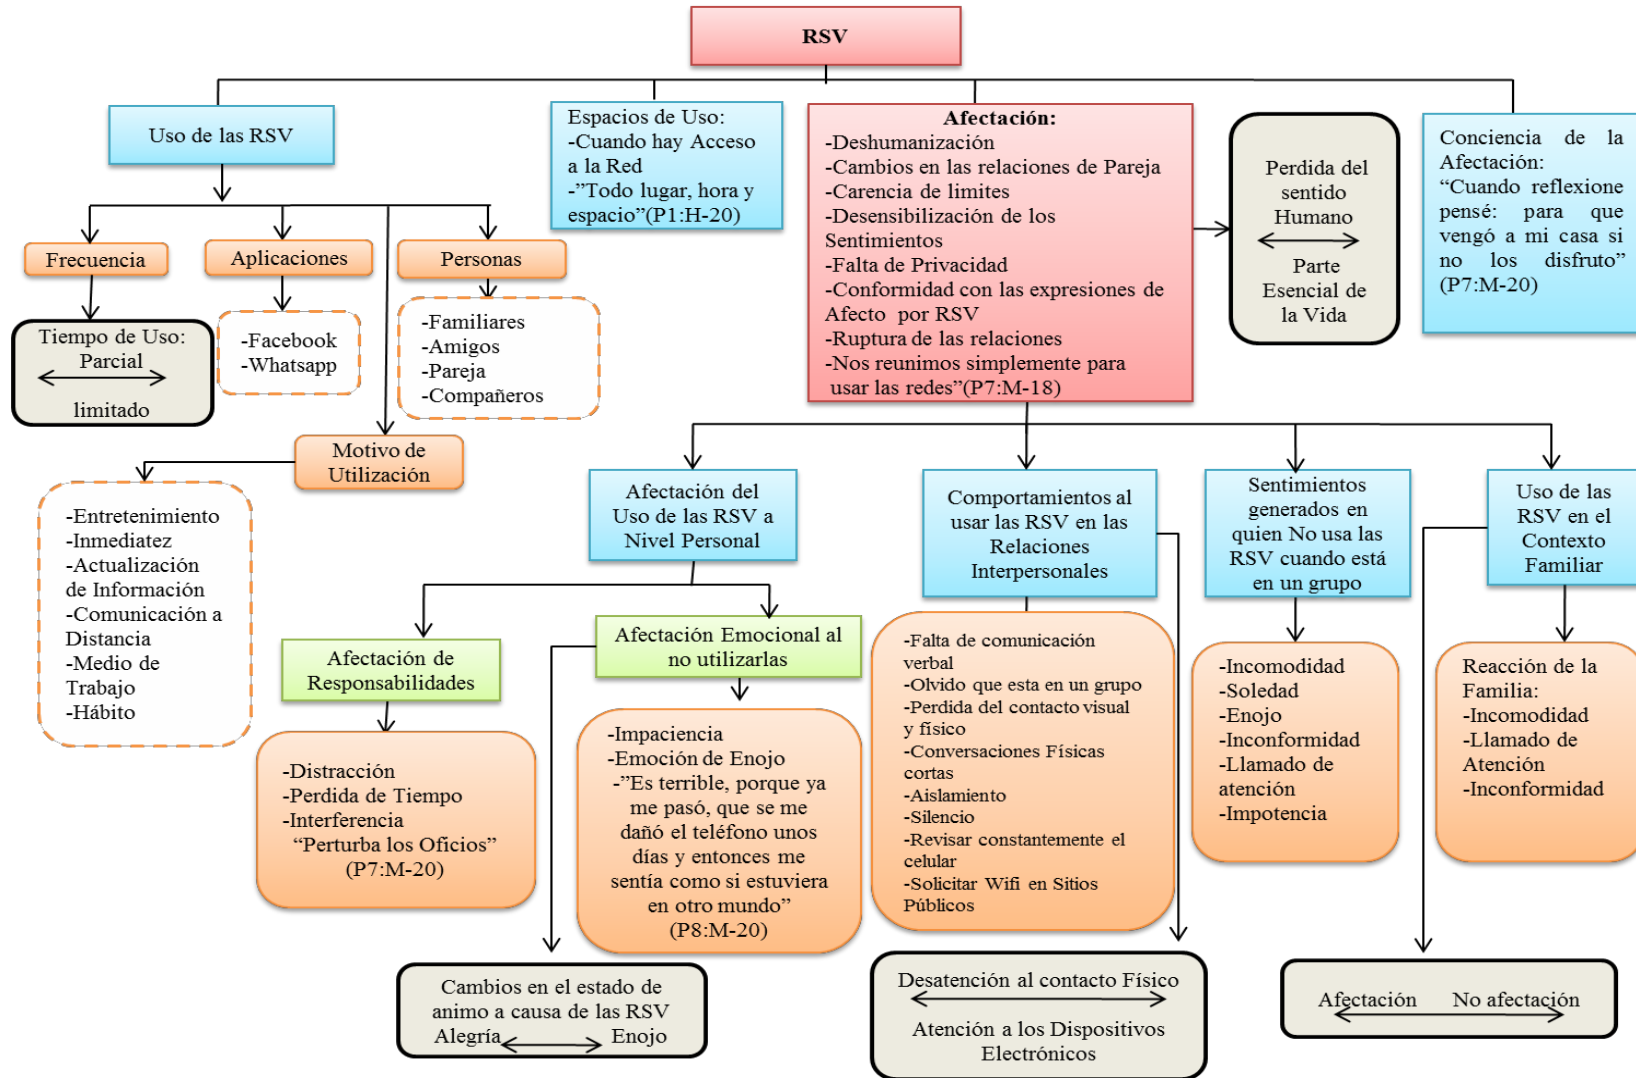 RSV
Uso de las RSV
Espacios de Uso:
-Cuando hay Acceso
a la Red
-”Todo lugar, hora y
espacio”(P1:H-20)
Afectación:
-Deshumanización
-Cambios en las relaciones de Pareja
-Carencia de limites
-Desensibilización de los
Sentimientos
-Falta de Privacidad
-Conformidad con las expresiones de
Afecto por RSV
-Ruptura de las relaciones
-Nos reunimos simplemente para
usar las redes”(P7:M-18)
Perdida del
sentido
Humano
Parte
Esencial de
la Vida
Conciencia de la
Afectación:
“Cuando reflexione
pensé: para que
vengó a mi casa si
no los disfruto”
(P7:M-20)
Frecuencia
Aplicaciones
Personas
Tiempo de Uso:
Parcial
limitado
-Facebook
-Whatsapp
-Familiares
-Amigos
-Pareja
-Compañeros
Motivo de
Utilización
-Entretenimiento
-Inmediatez
-Actualización
de Información
-Comunicación a
Distancia
-Medio de
Trabajo
-Hábito
Afectación del
Uso de las RSV a
Nivel Personal
Comportamientos al
usar las RSV en las
Relaciones
Interpersonales
Sentimientos
generados en
quien No usa las
RSV cuando está
en un grupo
Uso de las
RSV en el
Contexto
Familiar
Afectación de
Responsabilidades
Afectación Emocional al
no utilizarlas
-Distracción
-Perdida de Tiempo
-Interferencia
“Perturba los Oficios”
(P7:M-20)
-Impaciencia
-Emoción de Enojo
-”Es terrible, porque ya
me pasó, que se me
dañó el teléfono unos
días y entonces me
sentía como si estuviera
en otro mundo”
(P8:M-20)
-Falta de comunicación
verbal
-Olvido que esta en un grupo
-Perdida del contacto visual
y físico
-Conversaciones Físicas
cortas
-Aislamiento
-Silencio
-Revisar constantemente el
celular
-Solicitar Wifi en Sitios
Públicos
-Incomodidad
-Soledad
-Enojo
-Inconformidad
-Llamado de
atención
-Impotencia
Reacción de la
Familia:
-Incomodidad
-Llamado de
Atención
-Inconformidad
Cambios en el estado de
animo a causa de las RSV
Alegría Enojo
Desatención al contacto Físico
Atención a los Dispositivos
Electrónicos
Afectación No afectación